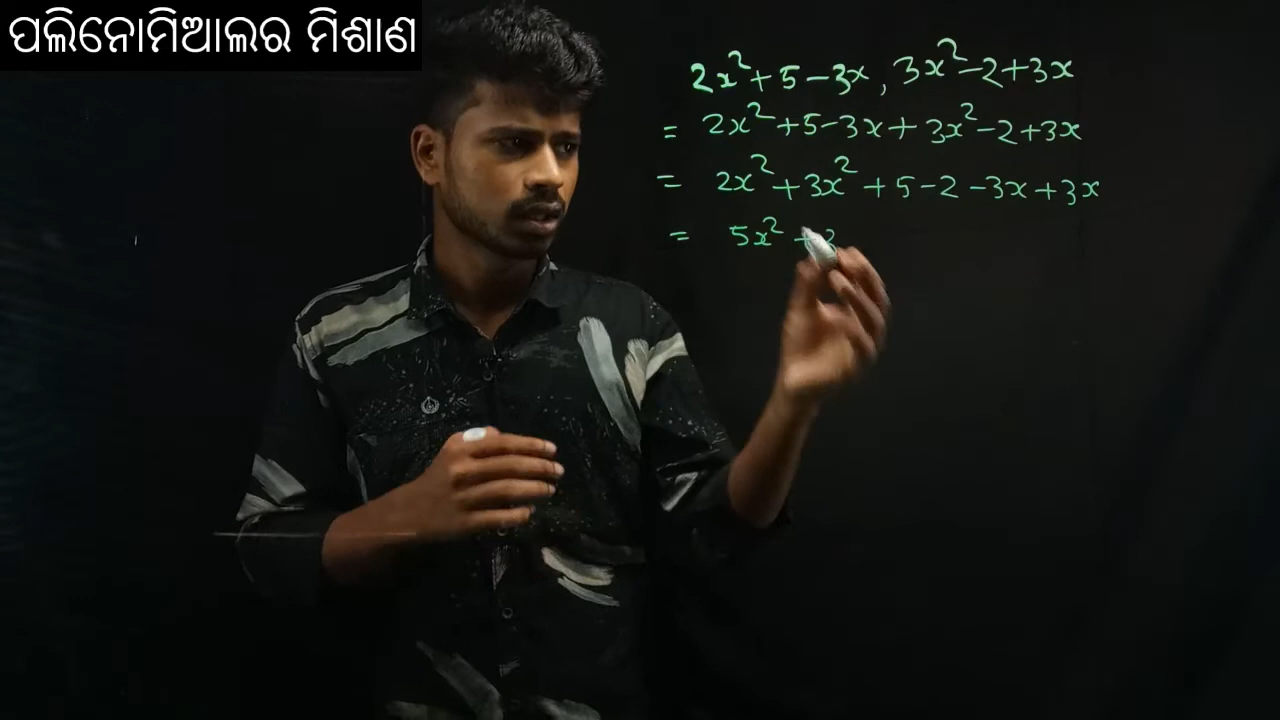 ପଲିନୋମିଆଲର ମିଶାଣ
2x² + 5 - 3x , 3x² - 2 + 3x
= 2x² + 5 - 3x + 3x² - 2 + 3x
= 2x² + 3x² + 5 - 2 - 3x + 3x
= 5x² + 3